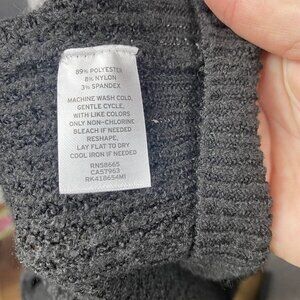 89% POLYESTER
8% NYLON
3% SPANDEX
MACHINE WASH COLD,
GENTLE CYCLE,
WITH LIKE COLORS
ONLY NON-CHLORINE
BLEACH IF NEEDED
RESHAPE,
LAY FLAT TO DRY
COOL IRON IF NEEDED
RN58665
CA57963
RK418654MI